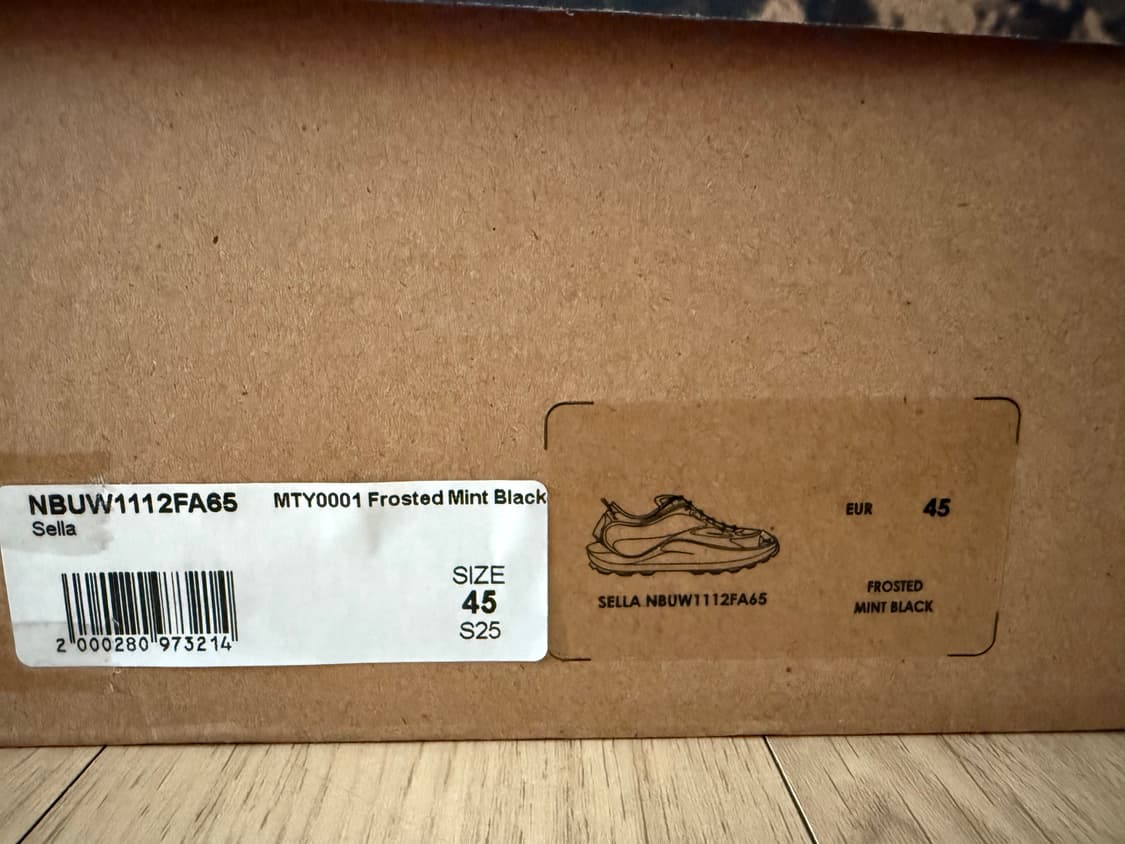 NBUW1112FA65 MTY0001 Frosted Mint Black
Sella
SIZE
45
S25
2 000280 973214
EUR 45
SELLA NBUW1112FA65
FROSTED
MINT BLACK